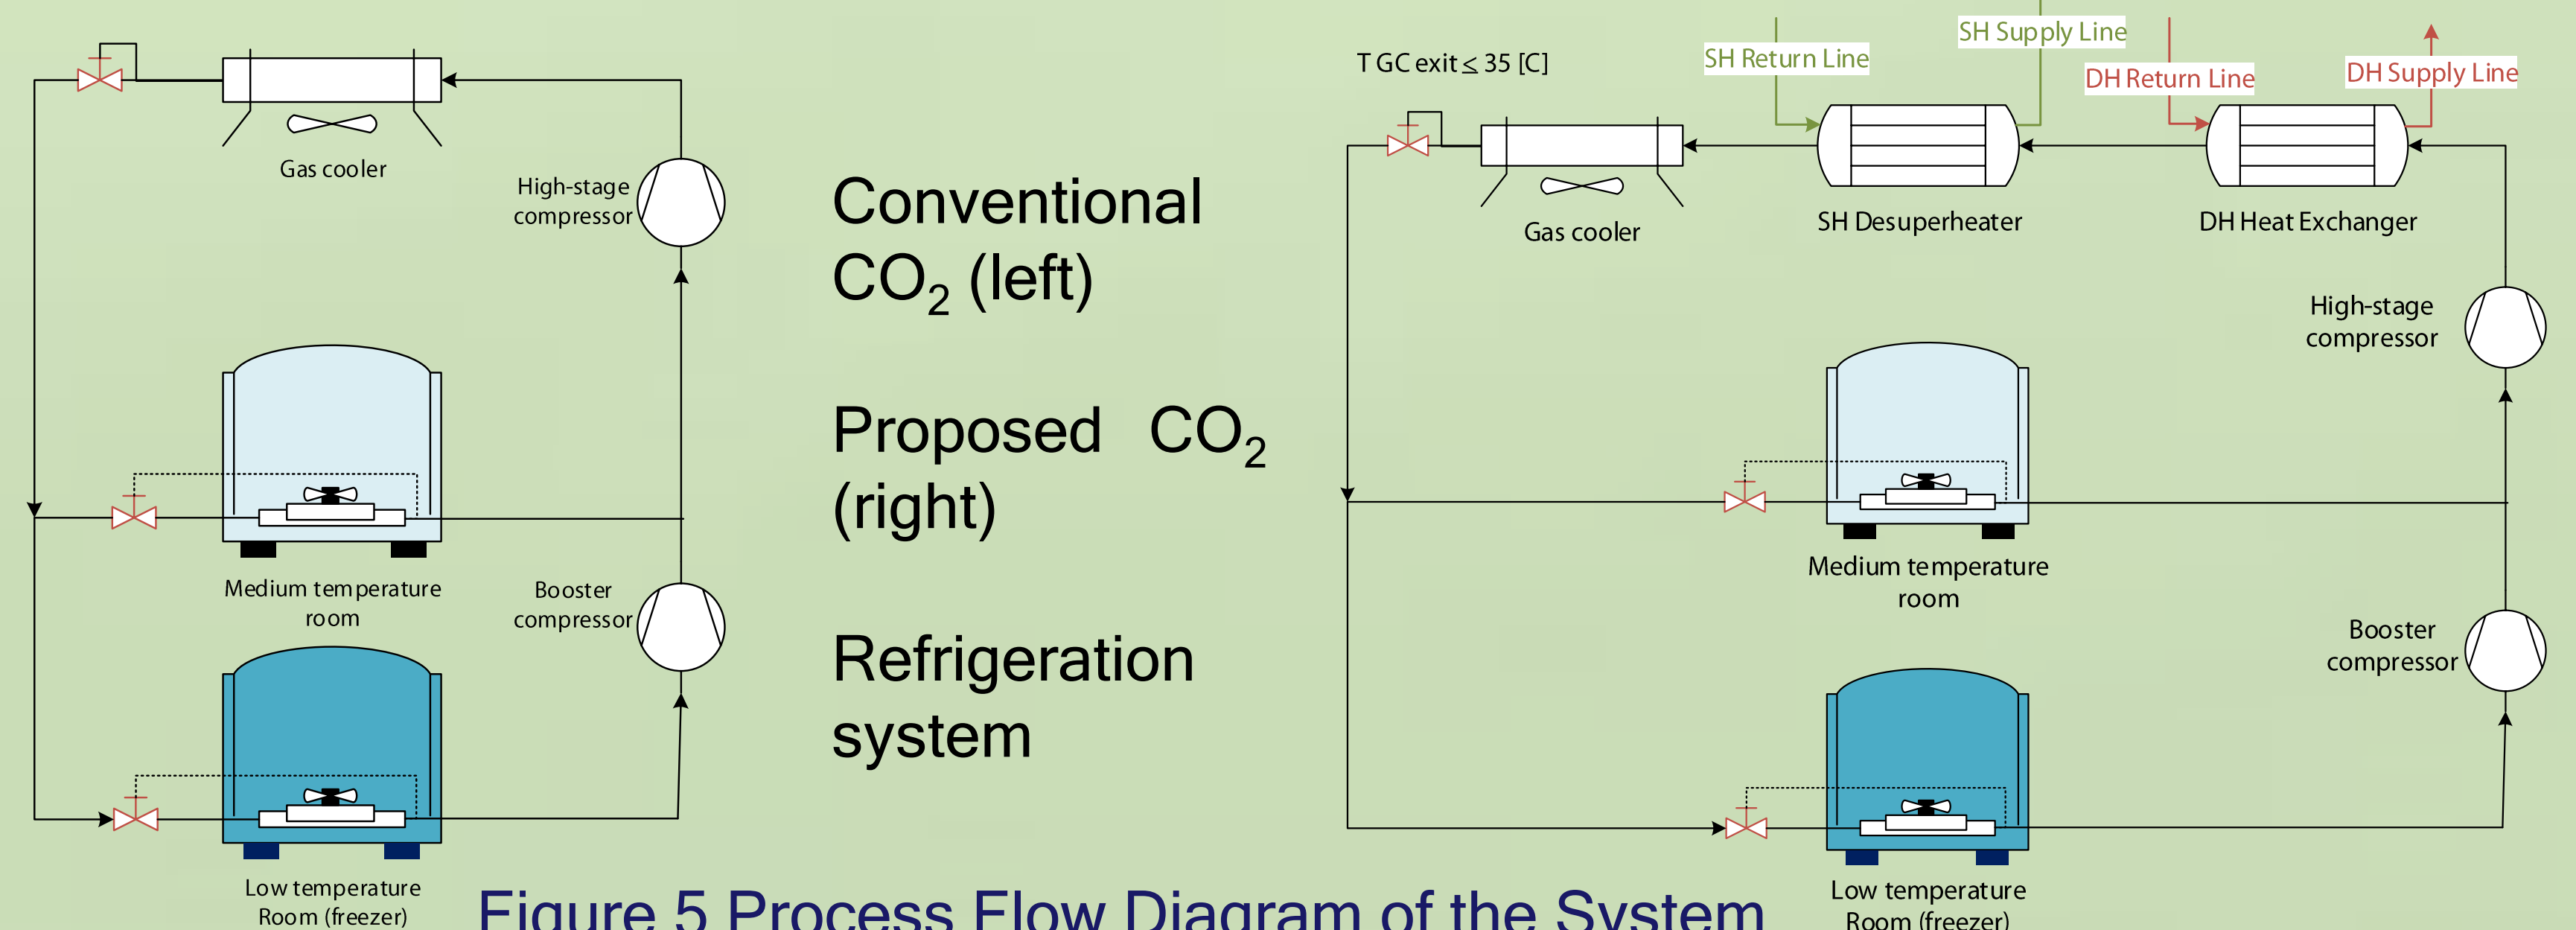 Gas cooler
High-stage
compressor
Medium temperature
room
Booster
compressor
Low temperature
Room (freezer)
Conventional
CO2 (left)
Proposed CO2
(right)
Refrigeration
system
T GC exit ≤ 35 [C]
SH Return Line
SH Supply Line
DH Return Line
DH Supply Line
Gas cooler
SH Desuperheater
DH Heat Exchanger
High-stage
compressor
Medium temperature
room
Booster
compressor
Low temperature
Room (freezer)
Figure 5 Process Flow Diagram of the System